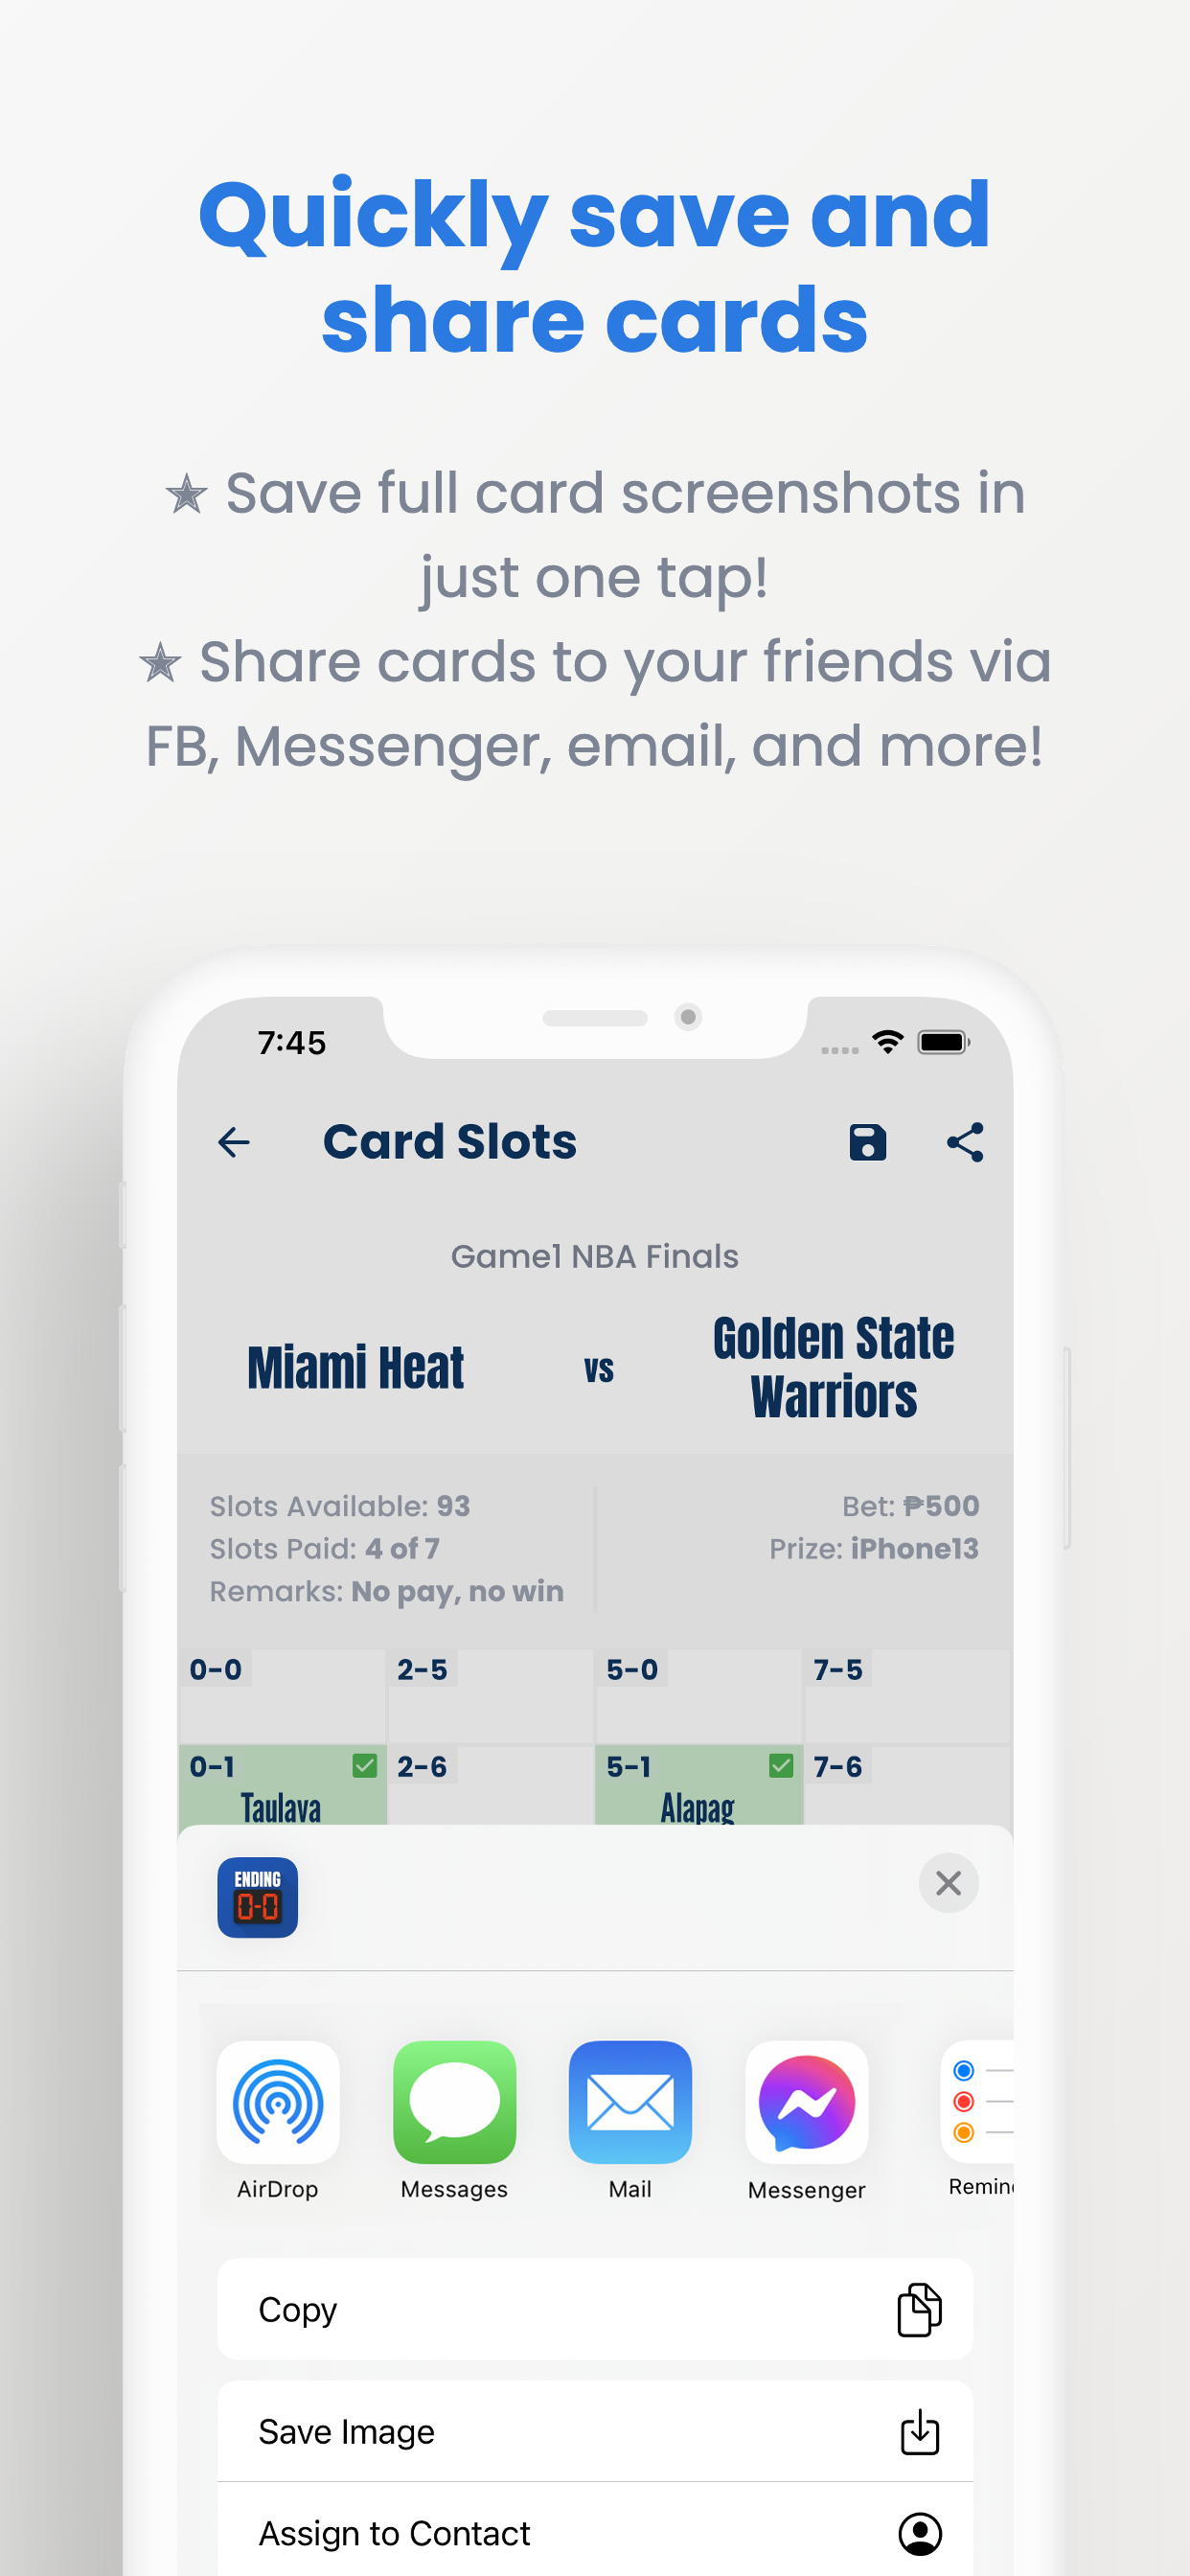 Quickly save and
share cards
★ Save full card screenshots in
just one tap!
★ Share cards to your friends via
FB, Messenger, email, and more!
7:45
Card Slots
Game1 NBA Finals
Miami Heat vs Golden State
Warriors
Slots Available: 93 Bet: ₱500
Slots Paid: 4 of 7 Prize: iPhone13
Remarks: No pay, no win
0-0 2-5 5-0 7-5
0-1 2-6 5-1 7-6
Taulava Alapag
ENDING
0-0
AirDrop Messages Mail Messenger Remin
Copy
Save Image
Assign to Contact